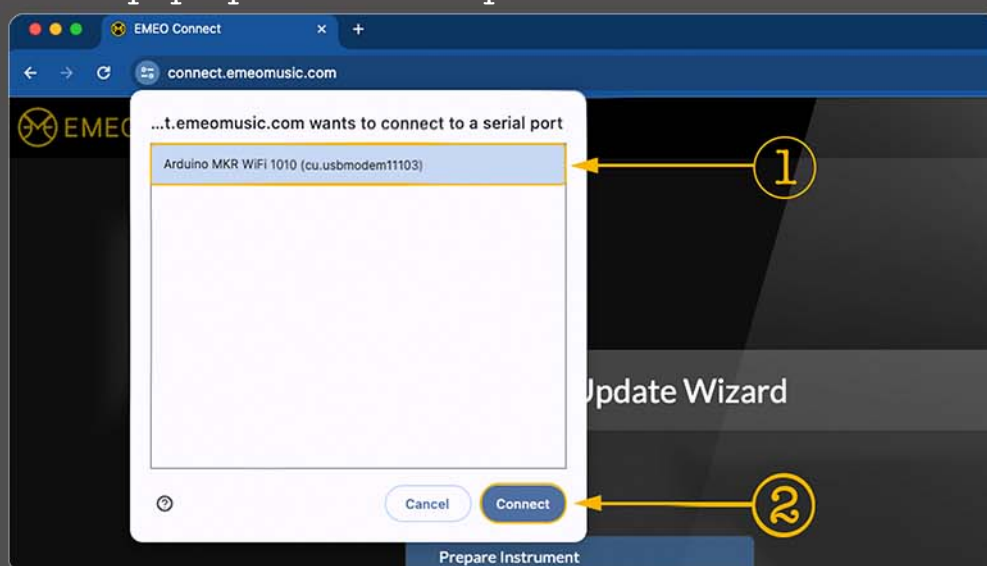 EMEO Connect
connect.emeomusic.com
EMEO
...t.emeomusic.com wants to connect to a serial port
Arduino MKR WiFi 1010 (cu.usbmodem11103)
1
Update Wizard
2
Cancel
Connect
Prepare Instrument